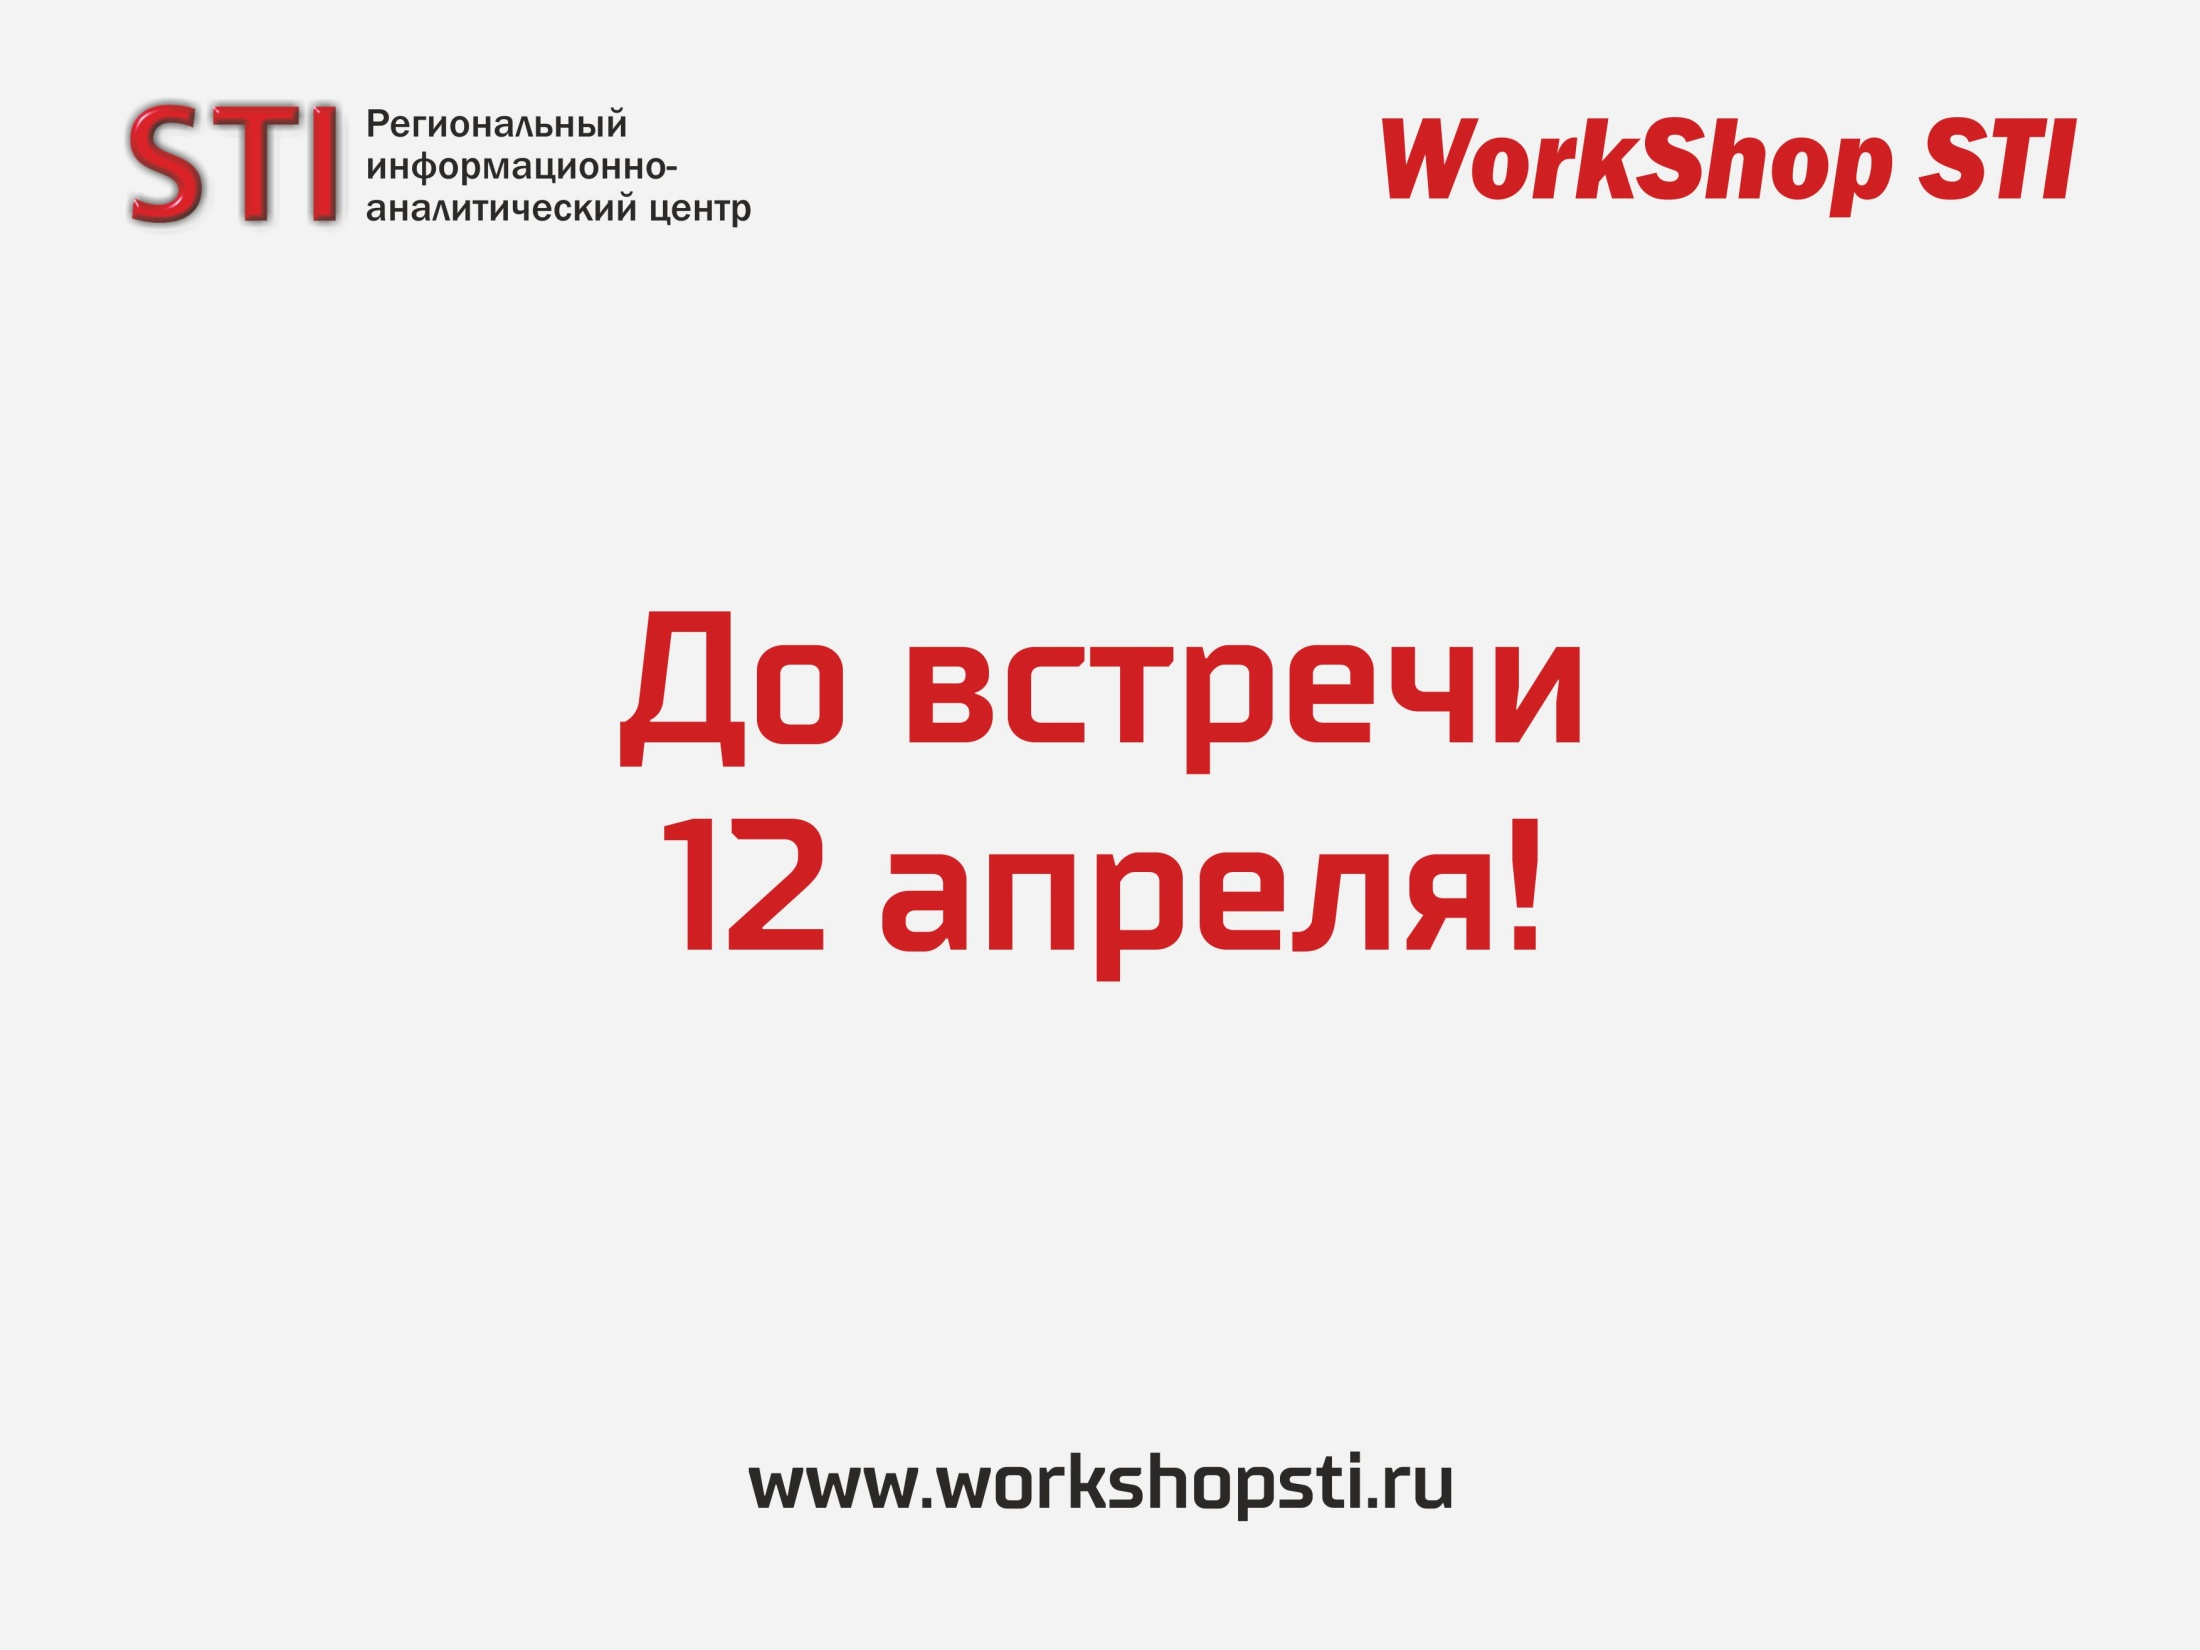 STI
Региональный
информационно-
аналитический центр
WorkShop STI
До встречи
12 апреля!
www.workshopsti.ru